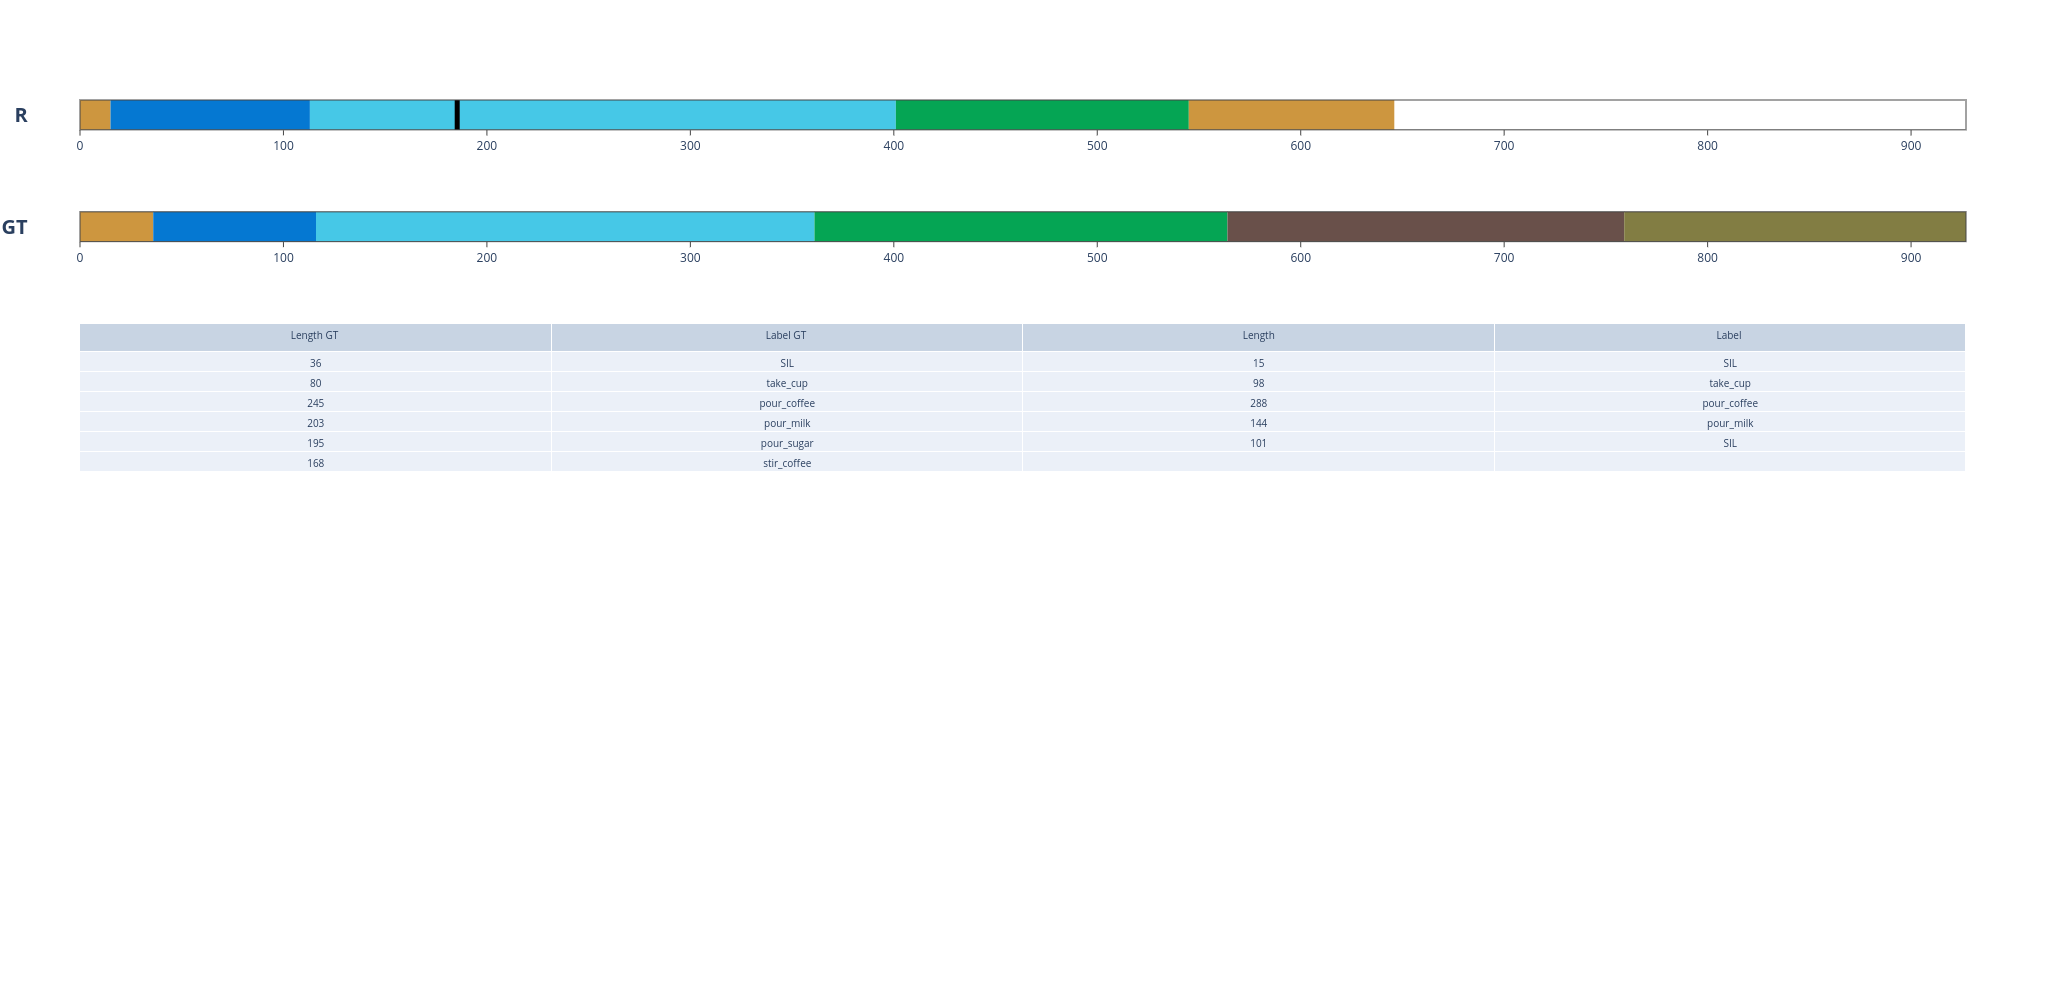 R
0 100 200 300 400 500 600 700 800 900
GT
0 100 200 300 400 500 600 700 800 900
Length GT Label GT Length Label
36 SIL 15 SIL
80 take_cup 98 take_cup
245 pour_coffee 288 pour_coffee
203 pour_milk 144 pour_milk
195 pour_sugar 101 SIL
168 stir_coffee